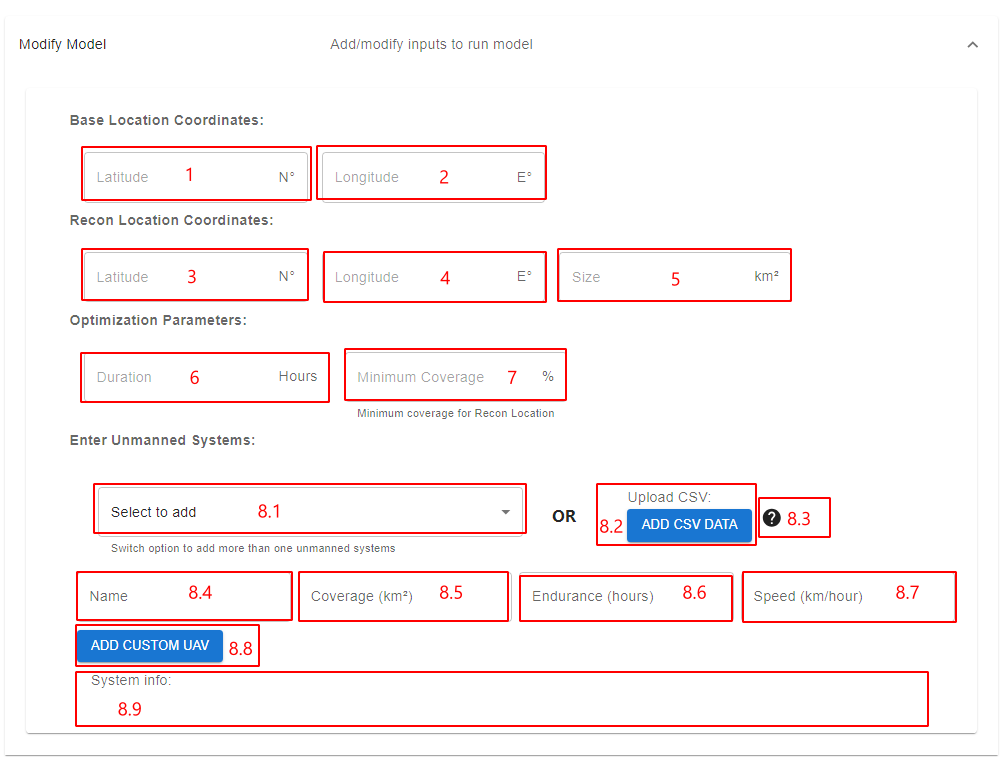 Modify Model Add/modify inputs to run model
Base Location Coordinates:
Latitude 1 N° Longitude 2 E°
Recon Location Coordinates:
Latitude 3 N° Longitude 4 E° Size 5 km²
Optimization Parameters:
Duration 6 Hours Minimum Coverage 7 %
Minimum coverage for Recon Location
Enter Unmanned Systems:
Upload CSV:
Select to add 8.1 OR 8.2 ADD CSV DATA ? 8.3
Switch option to add more than one unmanned systems
Name 8.4 Coverage (km²) 8.5 Endurance (hours) 8.6 Speed (km/hour) 8.7
ADD CUSTOM UAV 8.8
System info:
8.9